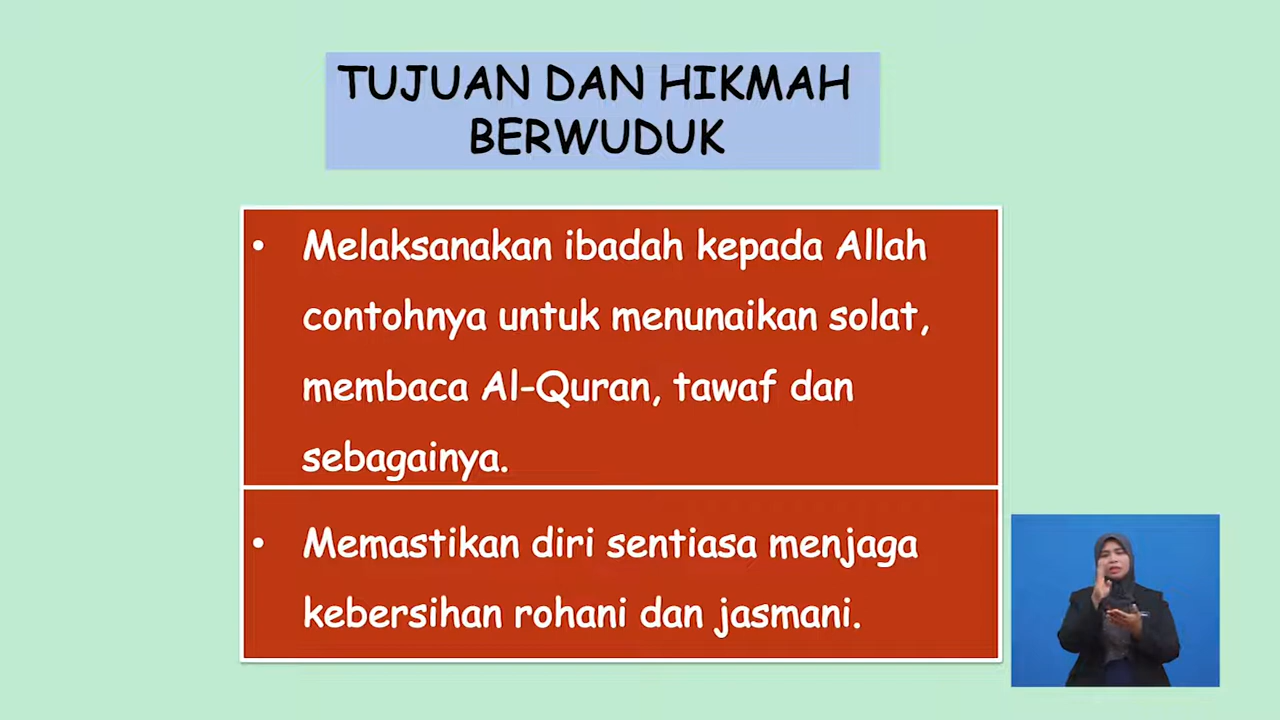 TUJUAN DAN HIKMAH
BERWUDUK
• Melaksanakan ibadah kepada Allah
contohnya untuk menunaikan solat,
membaca Al-Quran, tawaf dan
sebagainya.
• Memastikan diri sentiasa menjaga
kebersihan rohani dan jasmani.